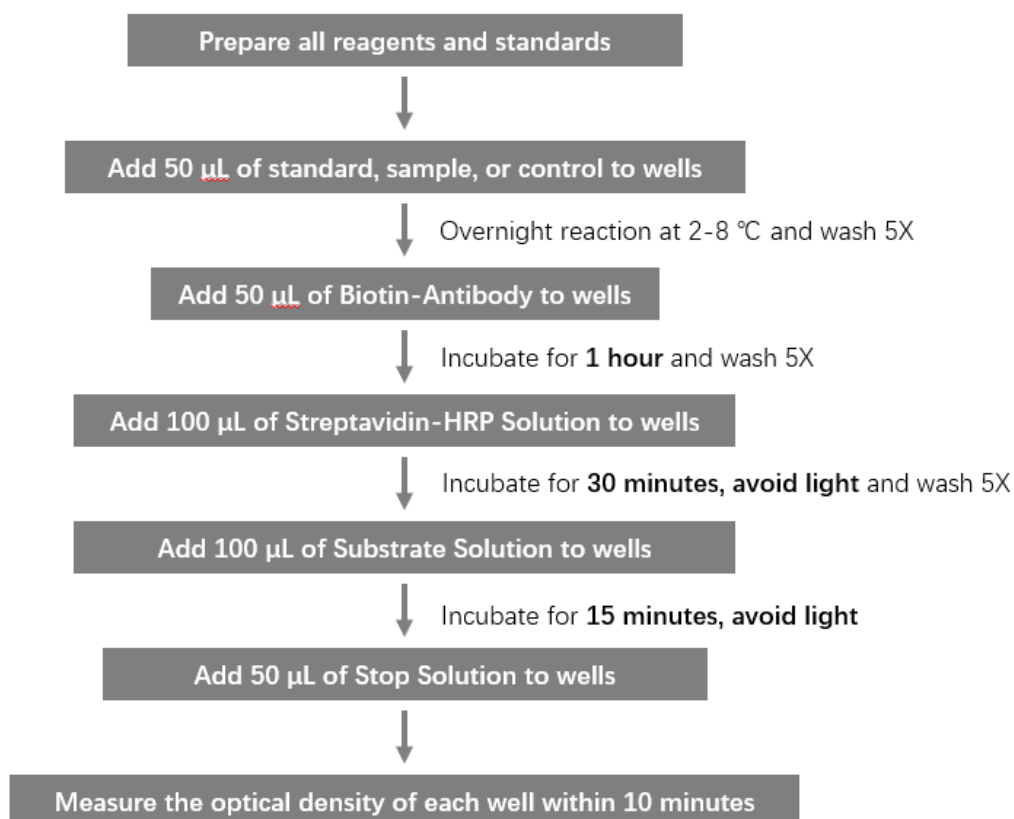 Prepare all reagents and standards
Add 50 μL of standard, sample, or control to wells
Overnight reaction at 2-8 ℃ and wash 5X
Add 50 μL of Biotin-Antibody to wells
Incubate for 1 hour and wash 5X
Add 100 μL of Streptavidin-HRP Solution to wells
Incubate for 30 minutes, avoid light and wash 5X
Add 100 μL of Substrate Solution to wells
Incubate for 15 minutes, avoid light
Add 50 μL of Stop Solution to wells
Measure the optical density of each well within 10 minutes